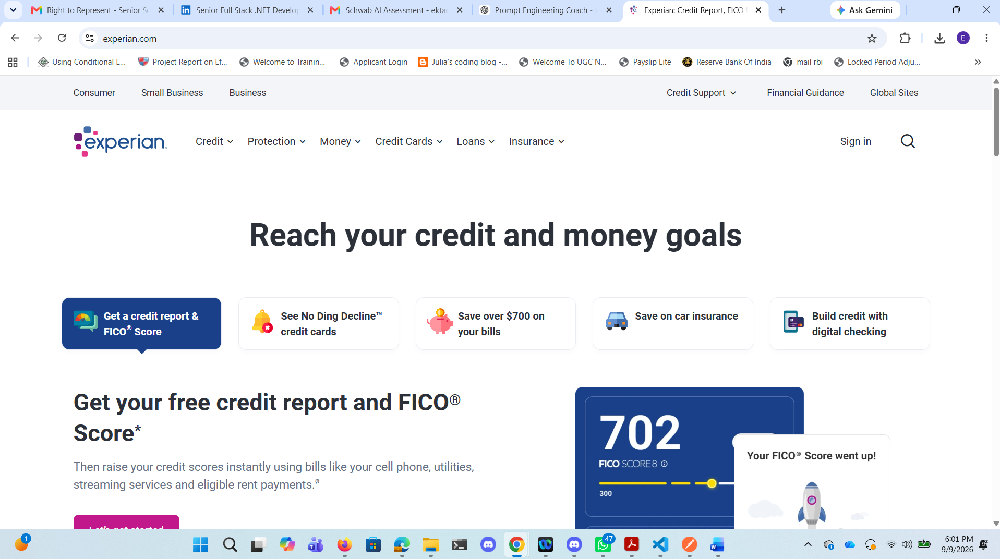 Right to Represent - Senior Sc
Senior Full Stack .NET Develop
Schwab AI Assessment - ektac
Prompt Engineering Coach -
Experian: Credit Report, FICO®
Ask Gemini
experian.com
E
Using Conditional E...
Project Report on Ef...
Welcome to Trainin...
Applicant Login
Julia's coding blog -...
Welcome To UGC N...
Payslip Lite
Reserve Bank Of India
mail rbi
Locked Period Adju...
Consumer
Small Business
Business
Credit Support
Financial Guidance
Global Sites
experian.
Credit
Protection
Money
Credit Cards
Loans
Insurance
Sign in
Reach your credit and money goals
Get a credit report &
FICO® Score
See No Ding Decline™
credit cards
Save over $700 on
your bills
Save on car insurance
Build credit with
digital checking
Get your free credit report and FICO®
Score*
Then raise your credit scores instantly using bills like your cell phone, utilities,
streaming services and eligible rent payments.ø
Let's get started
702
FICO SCORE 8
300
Your FICO® Score went up!
1
47
6:01 PM
9/9/2026